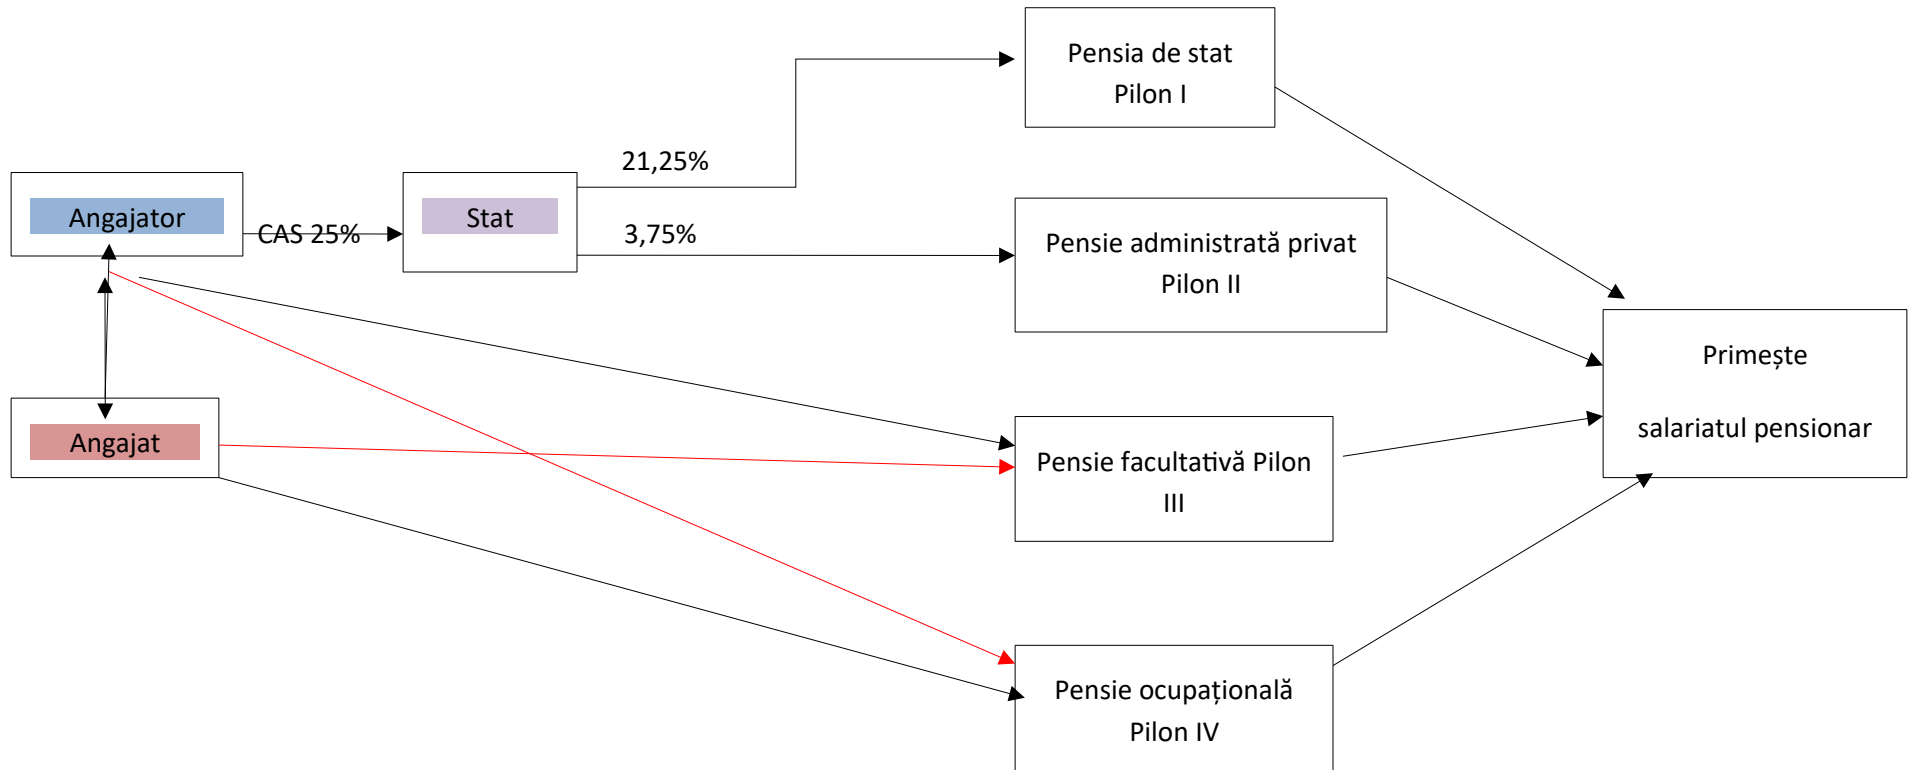 Pensia de stat
Pilon I
21,25%
Angajator
CAS 25%
Stat
3,75%
Pensie administrată privat
Pilon II
Primește
salariatul pensionar
Angajat
Pensie facultativă Pilon
III
Pensie ocupațională
Pilon IV